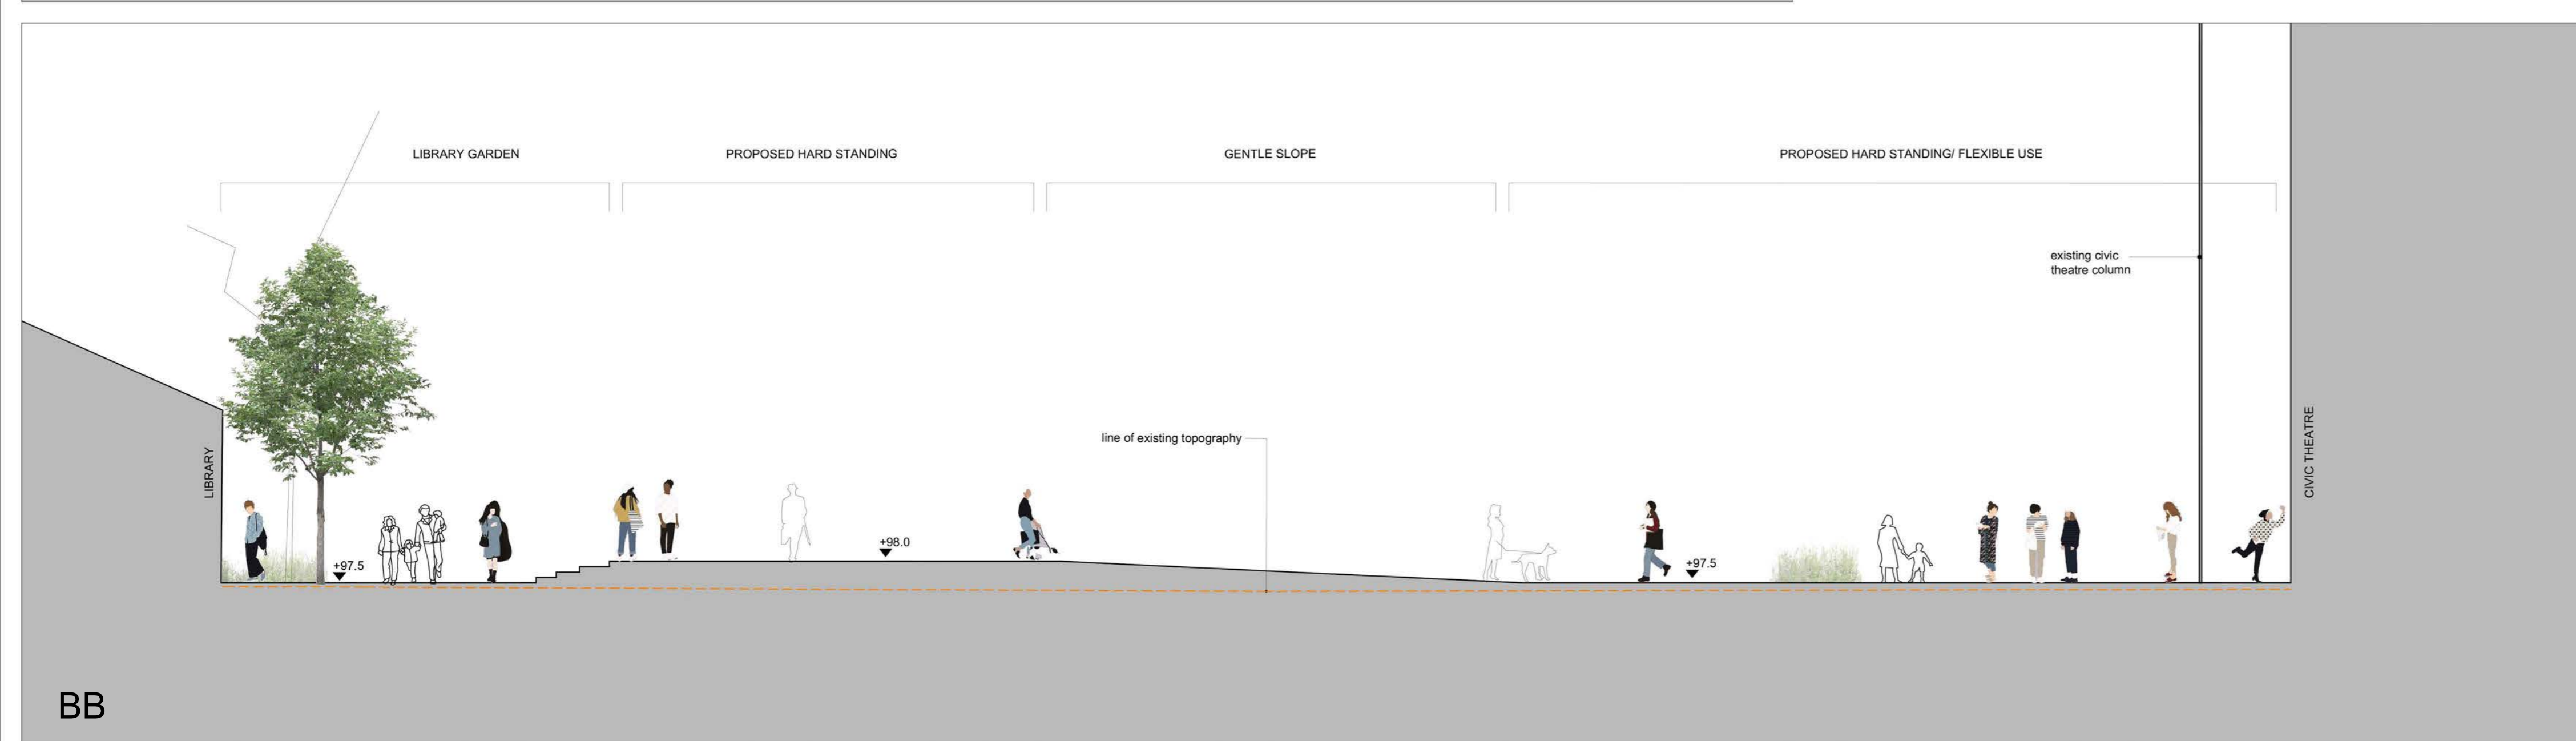 LIBRARY GARDEN
PROPOSED HARD STANDING
GENTLE SLOPE
PROPOSED HARD STANDING/ FLEXIBLE USE
existing civic
theatre column
line of existing topography
LIBRARY
CIVIC THEATRE
+97.5
+98.0
+97.5
BB